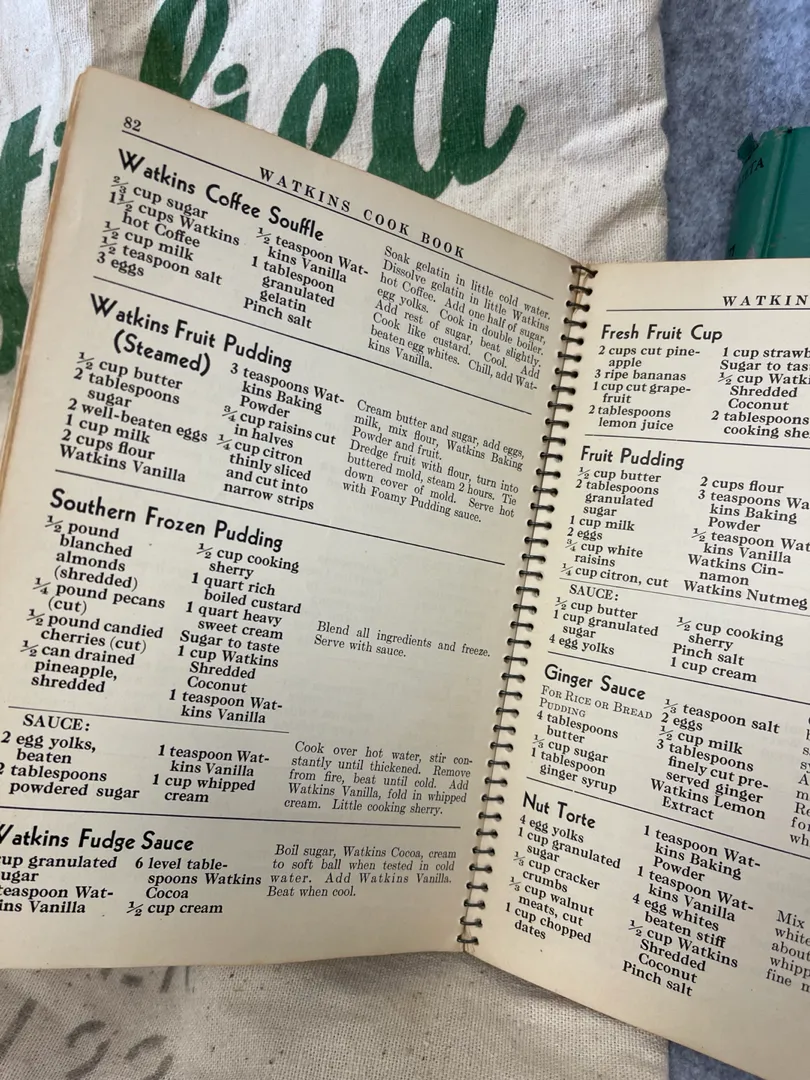 82
WATKINS COOK BOOK
Watkins Coffee Souffle
⅔ cup sugar
1½ cups Watkins
hot Coffee
½ cup milk
½ teaspoon salt
3 eggs
½ teaspoon Wat-
kins Vanilla
1 tablespoon
granulated
gelatin
Pinch salt
Soak gelatin in little cold water.
Dissolve gelatin in little Watkins
hot Coffee. Add one half of sugar,
egg yolks. Cook in double boiler.
Add rest of sugar, beat slightly.
Cook like custard. Cool. Add
beaten egg whites. Chill, add Wat-
kins Vanilla.
Watkins Fruit Pudding
(Steamed)
½ cup butter
2 tablespoons
sugar
2 well-beaten eggs
1 cup milk
2 cups flour
Watkins Vanilla
3 teaspoons Wat-
kins Baking
Powder
¾ cup raisins cut
in halves
¼ cup citron
thinly sliced
and cut into
narrow strips
Cream butter and sugar, add eggs,
milk, mix flour, Watkins Baking
Powder and fruit.
Dredge fruit with flour, turn into
buttered mold, steam 2 hours. Tie
down cover of mold. Serve hot
with Foamy Pudding sauce.
Southern Frozen Pudding
½ pound
blanched
almonds
(shredded)
¼ pound pecans
(cut)
½ pound candied
cherries (cut)
½ can drained
pineapple,
shredded
½ cup cooking
sherry
1 quart rich
boiled custard
1 quart heavy
sweet cream
Sugar to taste
1 cup Watkins
Shredded
Coconut
1 teaspoon Wat-
kins Vanilla
Blend all ingredients and freeze.
Serve with sauce.
SAUCE:
2 egg yolks,
beaten
2 tablespoons
powdered sugar
1 teaspoon Wat-
kins Vanilla
1 cup whipped
cream
Cook over hot water, stir con-
stantly until thickened. Remove
from fire, beat until cold. Add
Watkins Vanilla, fold in whipped
cream. Little cooking sherry.
Watkins Fudge Sauce
cup granulated
ugar
teaspoon Wat-
ins Vanilla
6 level table-
spoons Watkins
Cocoa
½ cup cream
Boil sugar, Watkins Cocoa, cream
to soft ball when tested in cold
water. Add Watkins Vanilla.
Beat when cool.
WATKIN
Fresh Fruit Cup
2 cups cut pine-
apple
3 ripe bananas
1 cup cut grape-
fruit
2 tablespoons
lemon juice
1 cup strawb
Sugar to tas
½ cup Watki
Shredded
Coconut
2 tablespoons
cooking she
Fruit Pudding
½ cup butter
2 tablespoons
granulated
sugar
1 cup milk
2 eggs
¾ cup white
raisins
¼ cup citron, cut
2 cups flour
3 teaspoons Wa
kins Baking
Powder
½ teaspoon Wat
kins Vanilla
Watkins Cin-
namon
Watkins Nutmeg
SAUCE:
½ cup butter
1 cup granulated
sugar
4 egg yolks
½ cup cooking
sherry
Pinch salt
1 cup cream
Ginger Sauce
FOR RICE OR BREAD
PUDDING
4 tablespoons
butter
⅓ cup sugar
1 tablespoon
ginger syrup
⅓ teaspoon salt
2 eggs
½ cup milk
3 tablespoons
finely cut pre-
served ginger
Watkins Lemon
Extract
Nut Torte
4 egg yolks
1 cup granulated
sugar
⅓ cup cracker
crumbs
⅓ cup walnut
meats, cut
1 cup chopped
dates
1 teaspoon Wat-
kins Baking
Powder
1 teaspoon Wat-
kins Vanilla
4 egg whites
beaten stiff
½ cup Watkins
Shredded
Coconut
Pinch salt
Mix
white
about
whipp
fine m